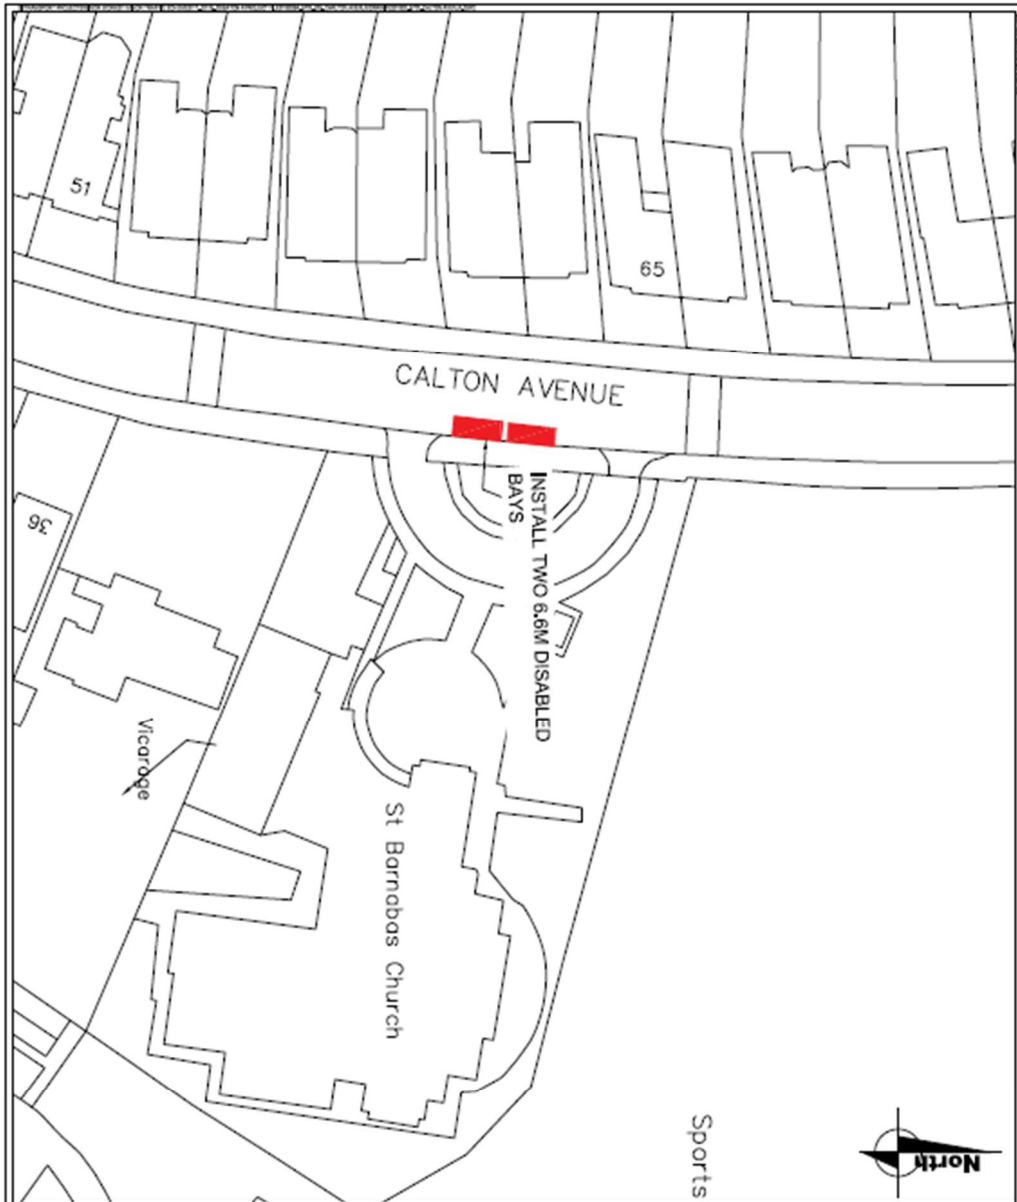 51
65
CALTON AVENUE
INSTALL TWO 6.6M DISABLED
BAYS
36
Vicarage
St Barnabas Church
Sports
North